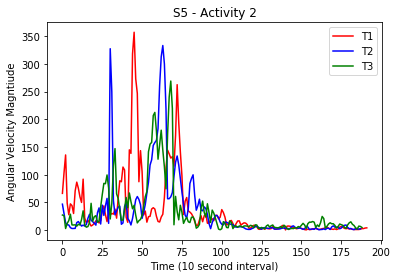 S5 - Activity 2
Angular Velocity Magntiude
350
300
250
200
150
100
50
0
0
25
50
75
100
125
150
175
200
Time (10 second interval)
T1
T2
T3